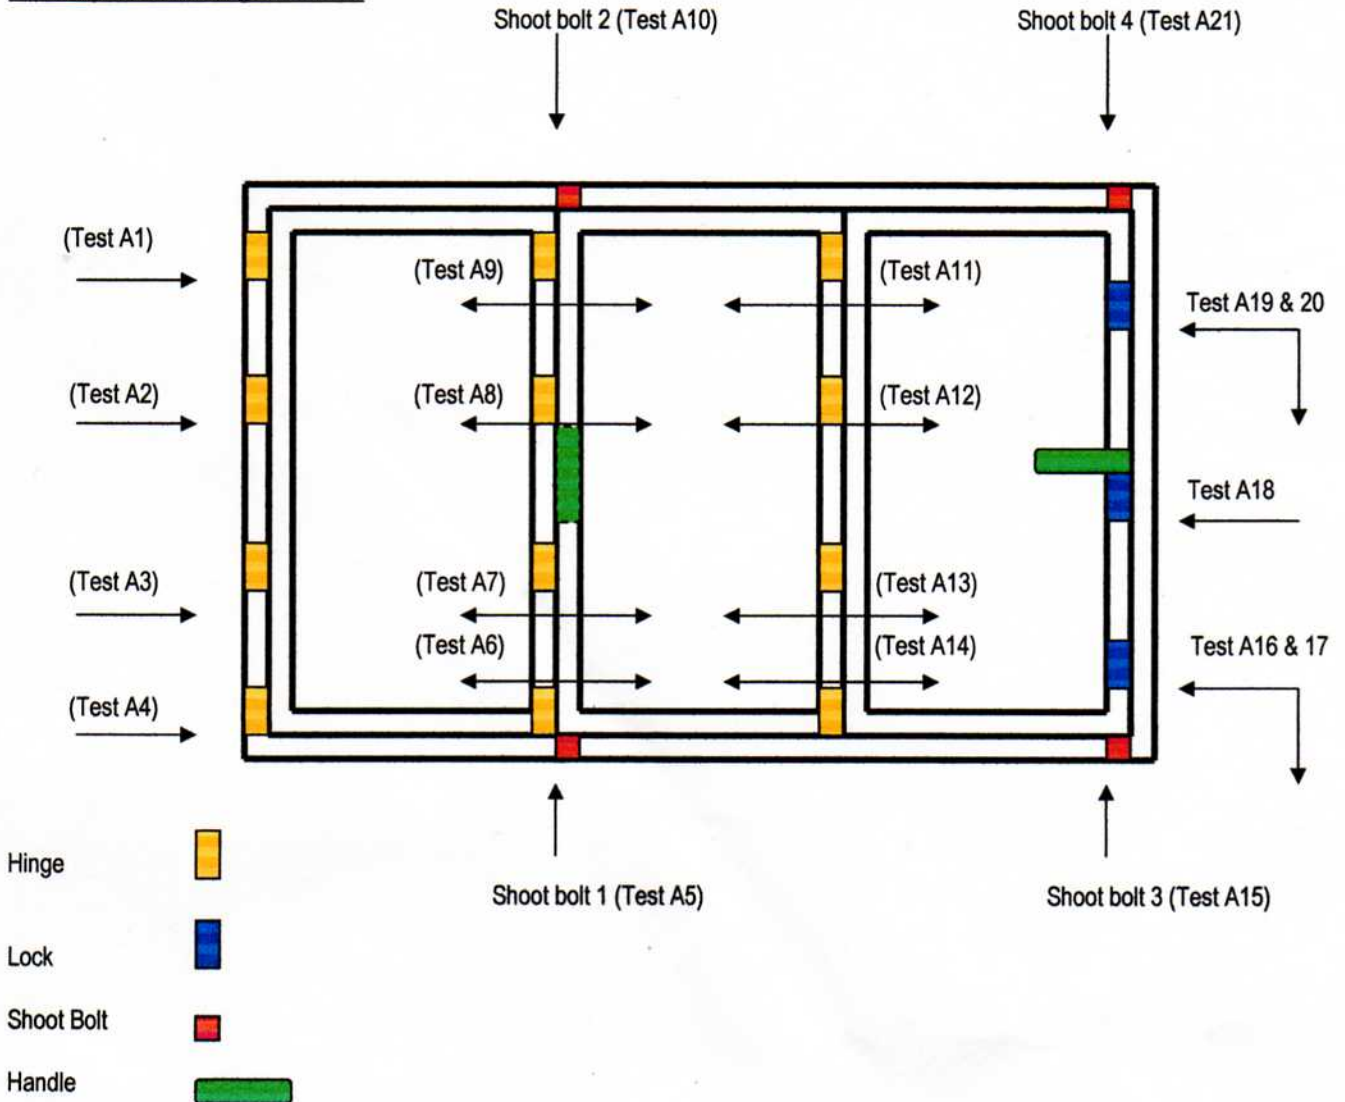 Shoot bolt 2 (Test A10)
Shoot bolt 4 (Test A21)
(Test A1)
(Test A9)
(Test A11)
Test A19 & 20
(Test A2)
(Test A8)
(Test A12)
Test A18
(Test A3)
(Test A7)
(Test A13)
(Test A6)
(Test A14)
Test A16 & 17
(Test A4)
Shoot bolt 1 (Test A5)
Shoot bolt 3 (Test A15)
Hinge
Lock
Shoot Bolt
Handle